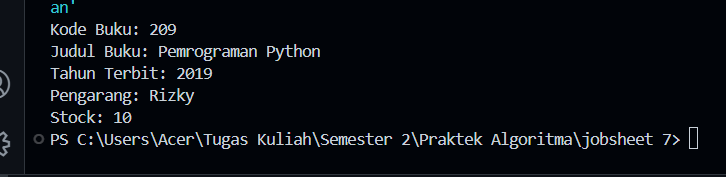 an'
Kode Buku: 209
Judul Buku: Pemrograman Python
Tahun Terbit: 2019
Pengarang: Rizky
Stock: 10
PS C:\Users\Acer\Tugas Kuliah\Semester 2\Praktek Algoritma\jobsheet 7>